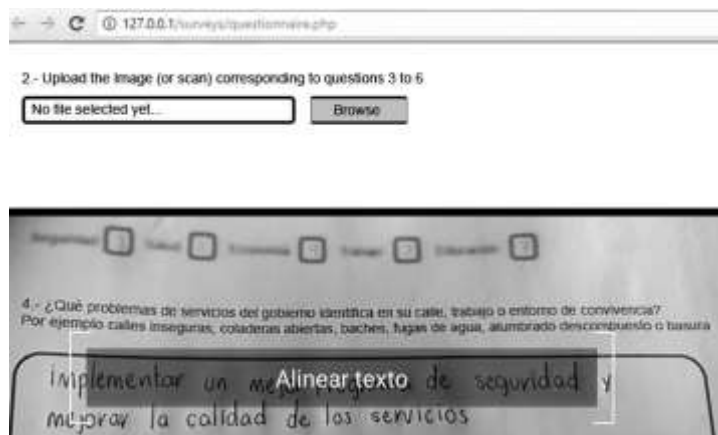 127.0.0.1/surveys/questionnaire.php
2.- Upload the Image (or scan) corresponding to questions 3 to 6
No file selected yet...
Browse
4.- ¿Què problemas de servicios del gobierno identifica en su calle, trabajo o entorno de convivencia?
Por ejemplo calles inseguras, coladeras abiertas, baches, fugas de agua, alumbrado descompuesto o basura
Alinear texto
Implementar un de seguridad y
mejorar la calidad de los servicios